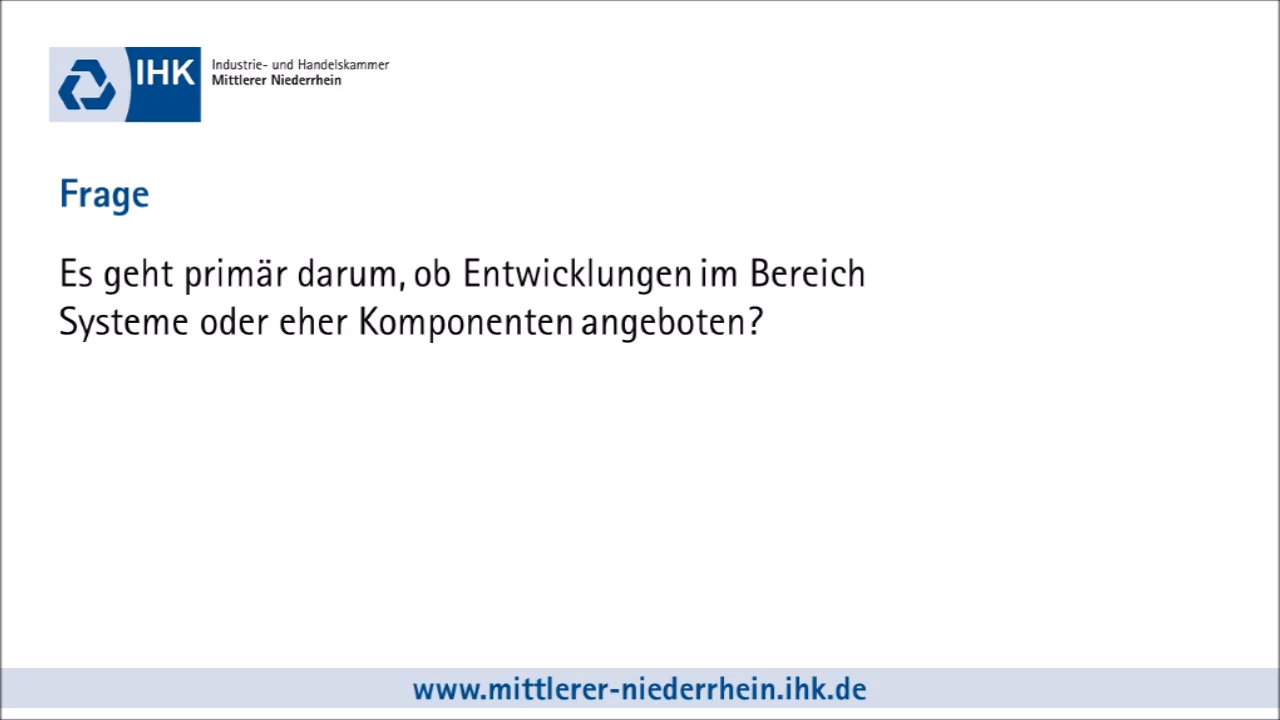 IHK
Industrie- und Handelskammer
Mittlerer Niederrhein
Frage
Es geht primär darum, ob Entwicklungen im Bereich
Systeme oder eher Komponenten angeboten?
www.mittlerer-niederrhein.ihk.de